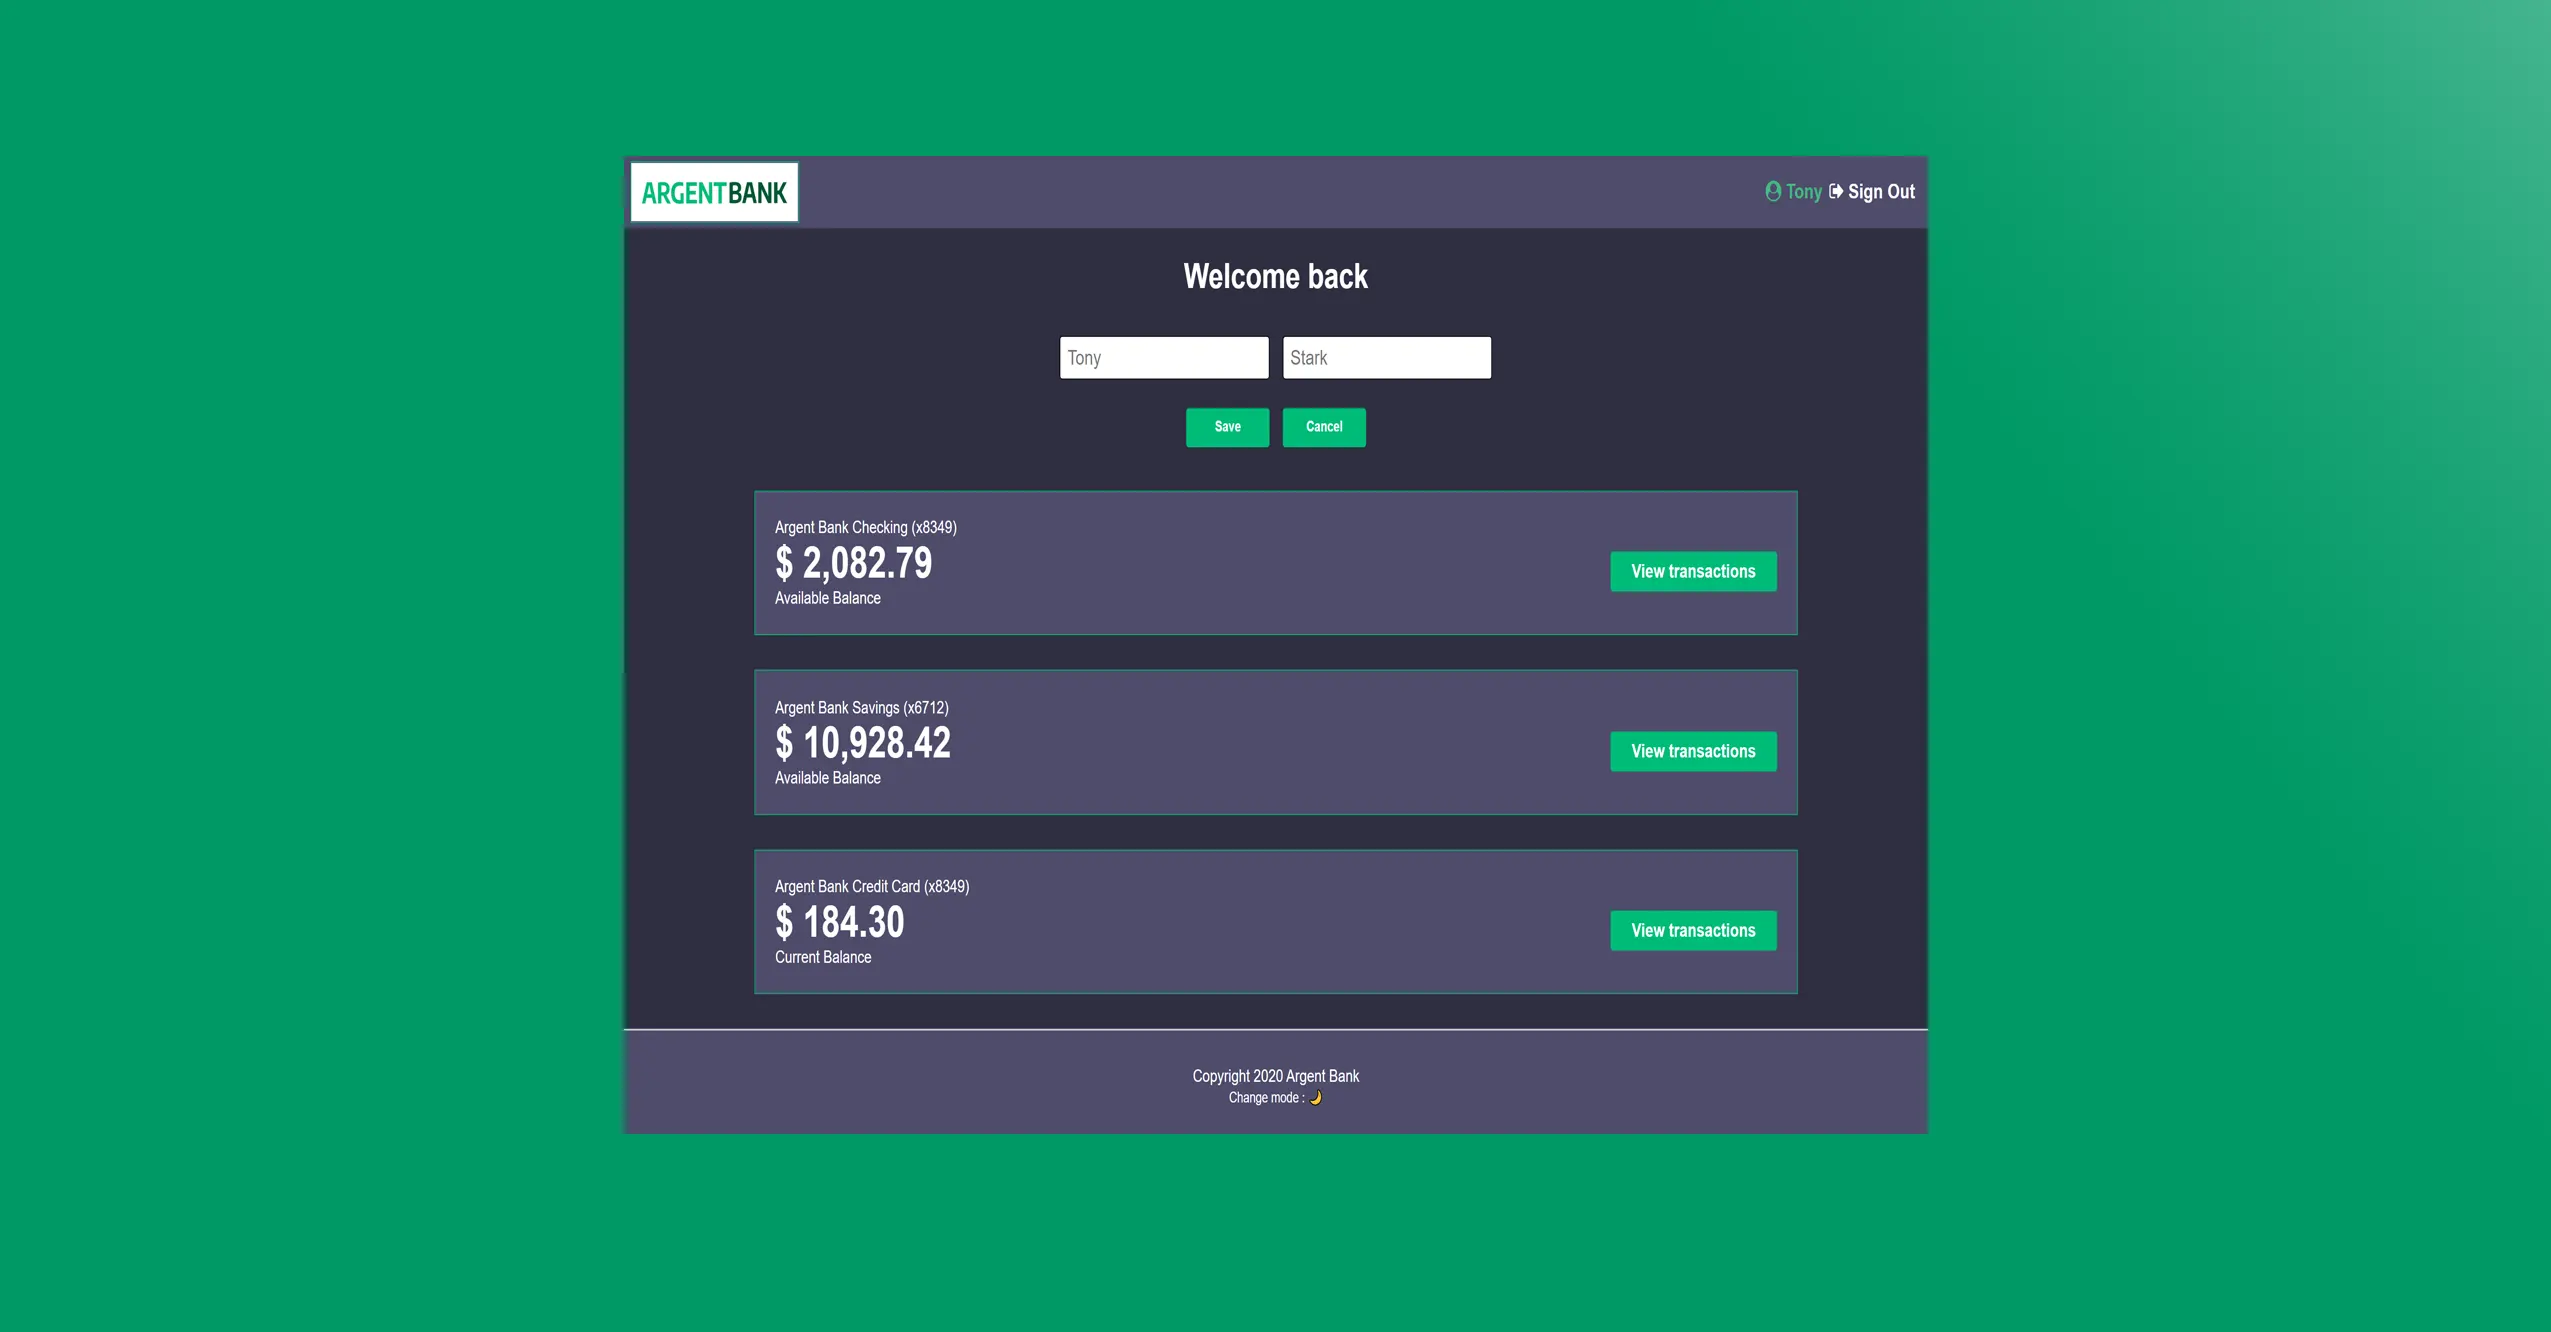 ARGENTBANK
Tony Sign Out
Welcome back
Tony Stark
Save Cancel
Argent Bank Checking (x8349)
$ 2,082.79
Available Balance
View transactions
Argent Bank Savings (x6712)
$ 10,928.42
Available Balance
View transactions
Argent Bank Credit Card (x8349)
$ 184.30
Current Balance
View transactions
Copyright 2020 Argent Bank
Change mode : 🌙